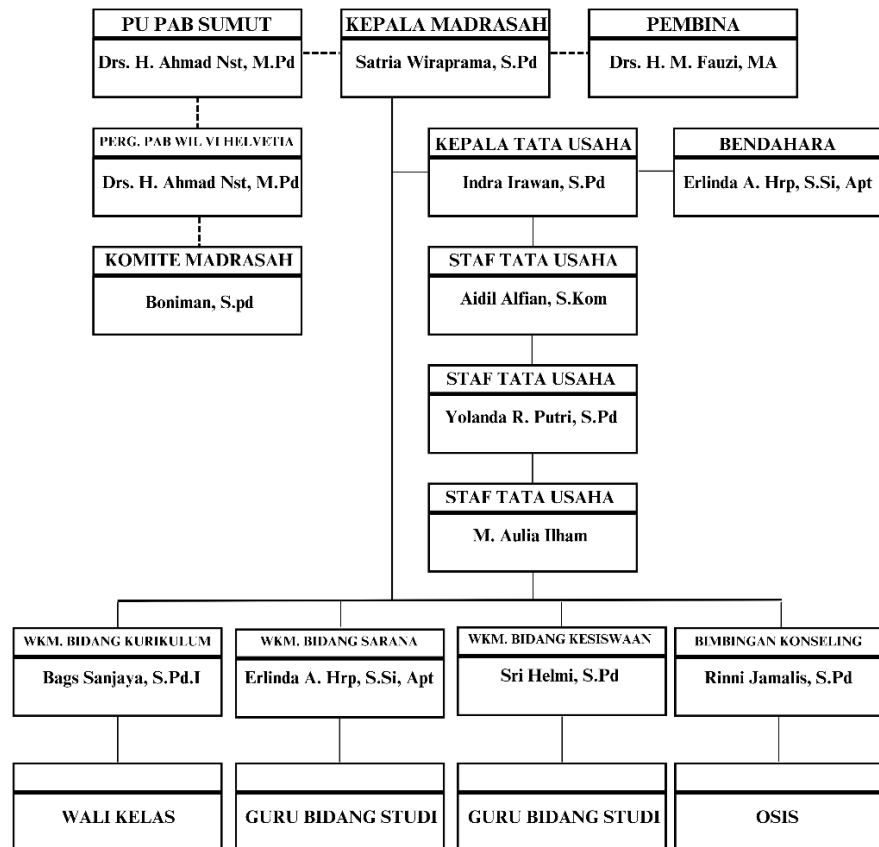 PU PAB SUMUT
Drs. H. Ahmad Nst, M.Pd
KEPALA MADRASAH
Satria Wiraprama, S.Pd
PEMBINA
Drs. H. M. Fauzi, MA
PERG. PAB WIL VI HELVETIA
Drs. H. Ahmad Nst, M.Pd
KEPALA TATA USAHA
Indra Irawan, S.Pd
BENDAHARA
Erlinda A. Hrp, S.Si, Apt
KOMITE MADRASAH
Boniman, S.pd
STAF TATA USAHA
Aidil Alfian, S.Kom
STAF TATA USAHA
Yolanda R. Putri, S.Pd
STAF TATA USAHA
M. Aulia Ilham
WKM. BIDANG KURIKULUM
Bags Sanjaya, S.Pd.I
WKM. BIDANG SARANA
Erlinda A. Hrp, S.Si, Apt
WKM. BIDANG KESISWAAN
Sri Helmi, S.Pd
BIMBINGAN KONSELING
Rinni Jamalis, S.Pd
WALI KELAS
GURU BIDANG STUDI
GURU BIDANG STUDI
OSIS